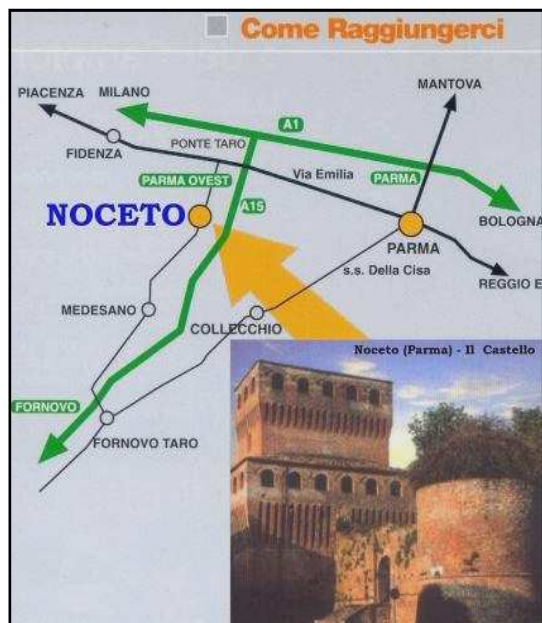 Come Raggiungerci
MANTOVA
PIACENZA MILANO
A1
PONTE TARO
FIDENZA
Via Emilia
PARMA OVEST
PARMA
NOCETO
A15
BOLOGNA
PARMA
s.s. Della Cisa
REGGIO E
MEDESANO
COLLECCHIO
Noceto (Parma) - Il Castello
FORNOVO
FORNOVO TARO